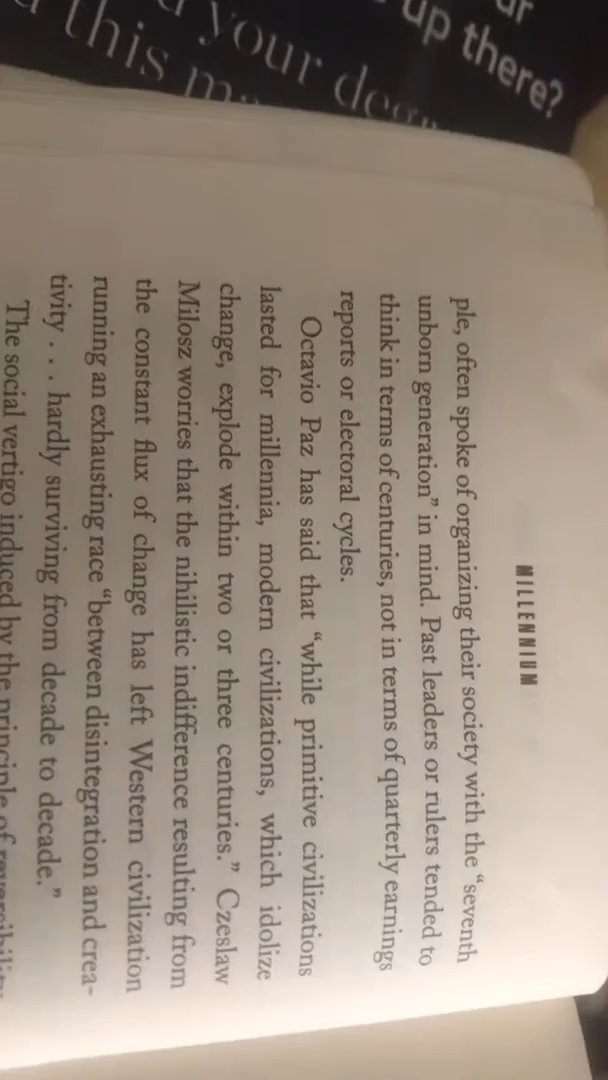 up there?
your
this
MILLENNIUM
ple, often spoke of organizing their society with the “seventh
unborn generation” in mind. Past leaders or rulers tended to
think in terms of centuries, not in terms of quarterly earnings
reports or electoral cycles.
Octavio Paz has said that “while primitive civilizations
lasted for millennia, modern civilizations, which idolize
change, explode within two or three centuries.” Czeslaw
Milosz worries that the nihilistic indifference resulting from
the constant flux of change has left Western civilization
running an exhausting race “between disintegration and crea-
tivity . . . hardly surviving from decade to decade.”
The social vertigo induced by the principle of reversibility